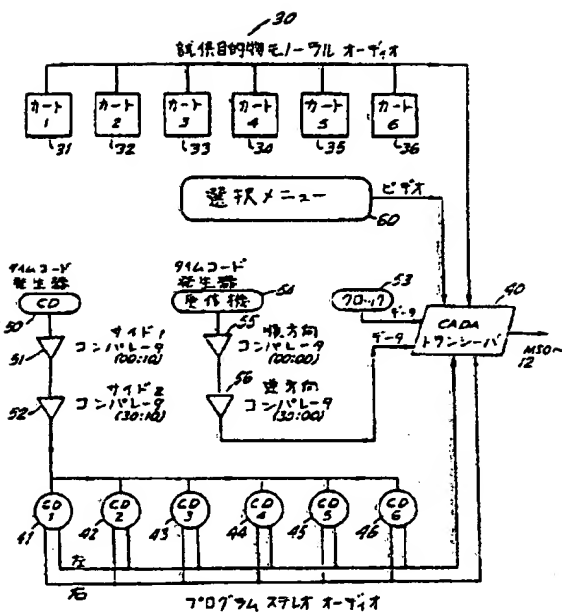 30
試供目的物モノーラル オーディオ
カート 1
カート 2
カート 3
カート 4
カート 5
カート 6
31
32
33
34
35
36
選択メニュー
ビデオ
60
タイムコード
発生器
CD
50
タイムコード
発生器
発信機
54
53
クロック
データ
40
CADA
トランシーバ
MSO~
12
51
サイド1
コンパレータ
(00:10)
55
順方向
コンパレータ
(00:00)
データ
52
サイド2
コンパレータ
(30:10)
56
逆方向
コンパレータ
(30:00)
CD 1
CD 2
CD 3
CD 4
CD 5
CD 6
41
42
43
44
45
46
左
右
プログラム ステレオ オーディオ